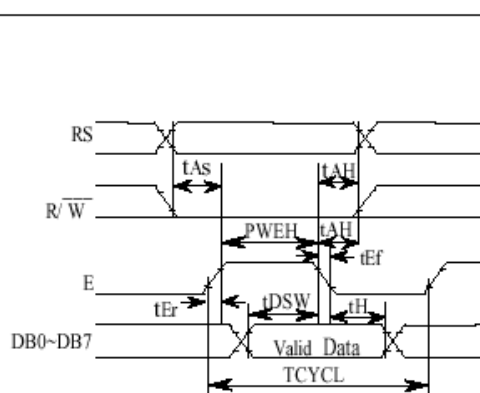 RS
tAs
tAH
R/W
PWEH
tAH
tEf
E
tEr
tDSW
tH
DB0~DB7
Valid Data
TCYCL